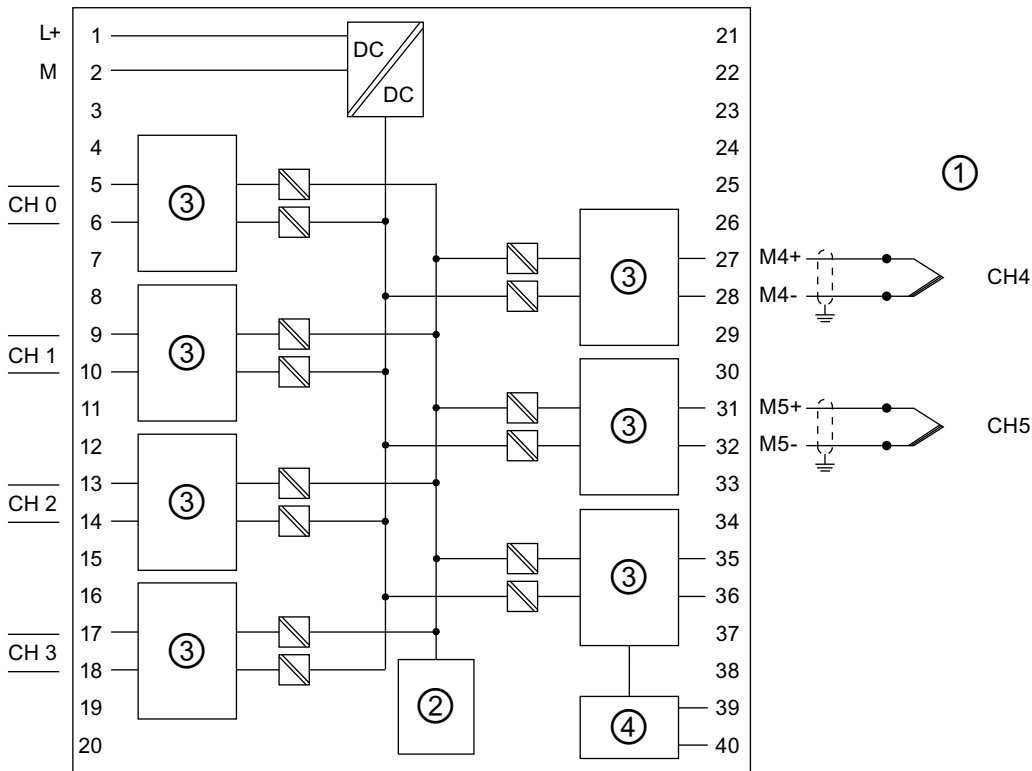 L+ 1 DC 21
M 2 DC 22
3 23
4 24
5 25 ①
CH 0 ③
6 26
7 27 M4+
③ CH4
8 28 M4-
9 29
CH 1 ③
10 30
11 31 M5+
③ CH5
12 32 M5-
13 33
CH 2 ③
14 34
15 35
③
16 36
17 37
CH 3 ③
18 38
19 ② ④ 39
20 40